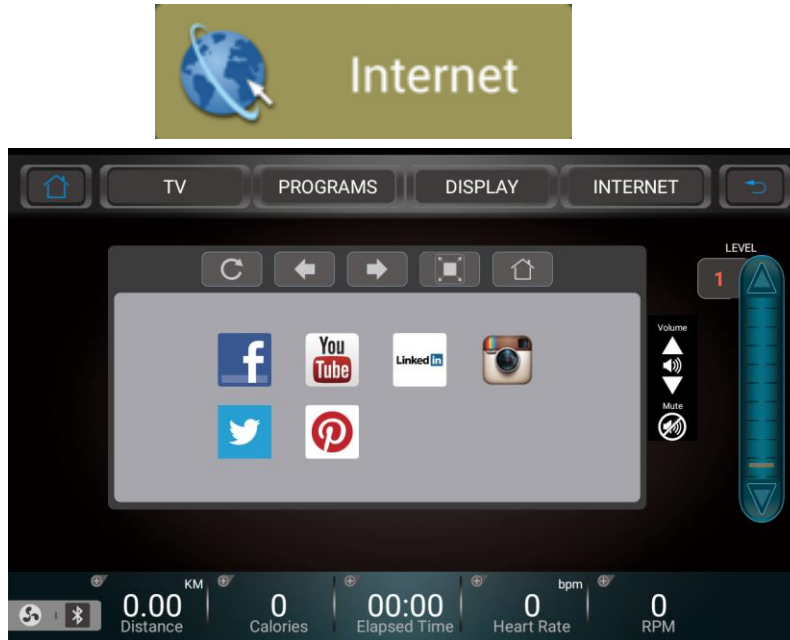 Internet
TV PROGRAMS DISPLAY INTERNET
LEVEL
1
Volume
Mute
f
You
Tube
Linked in
KM bpm
0.00 0 00:00 0 0
Distance Calories Elapsed Time Heart Rate RPM